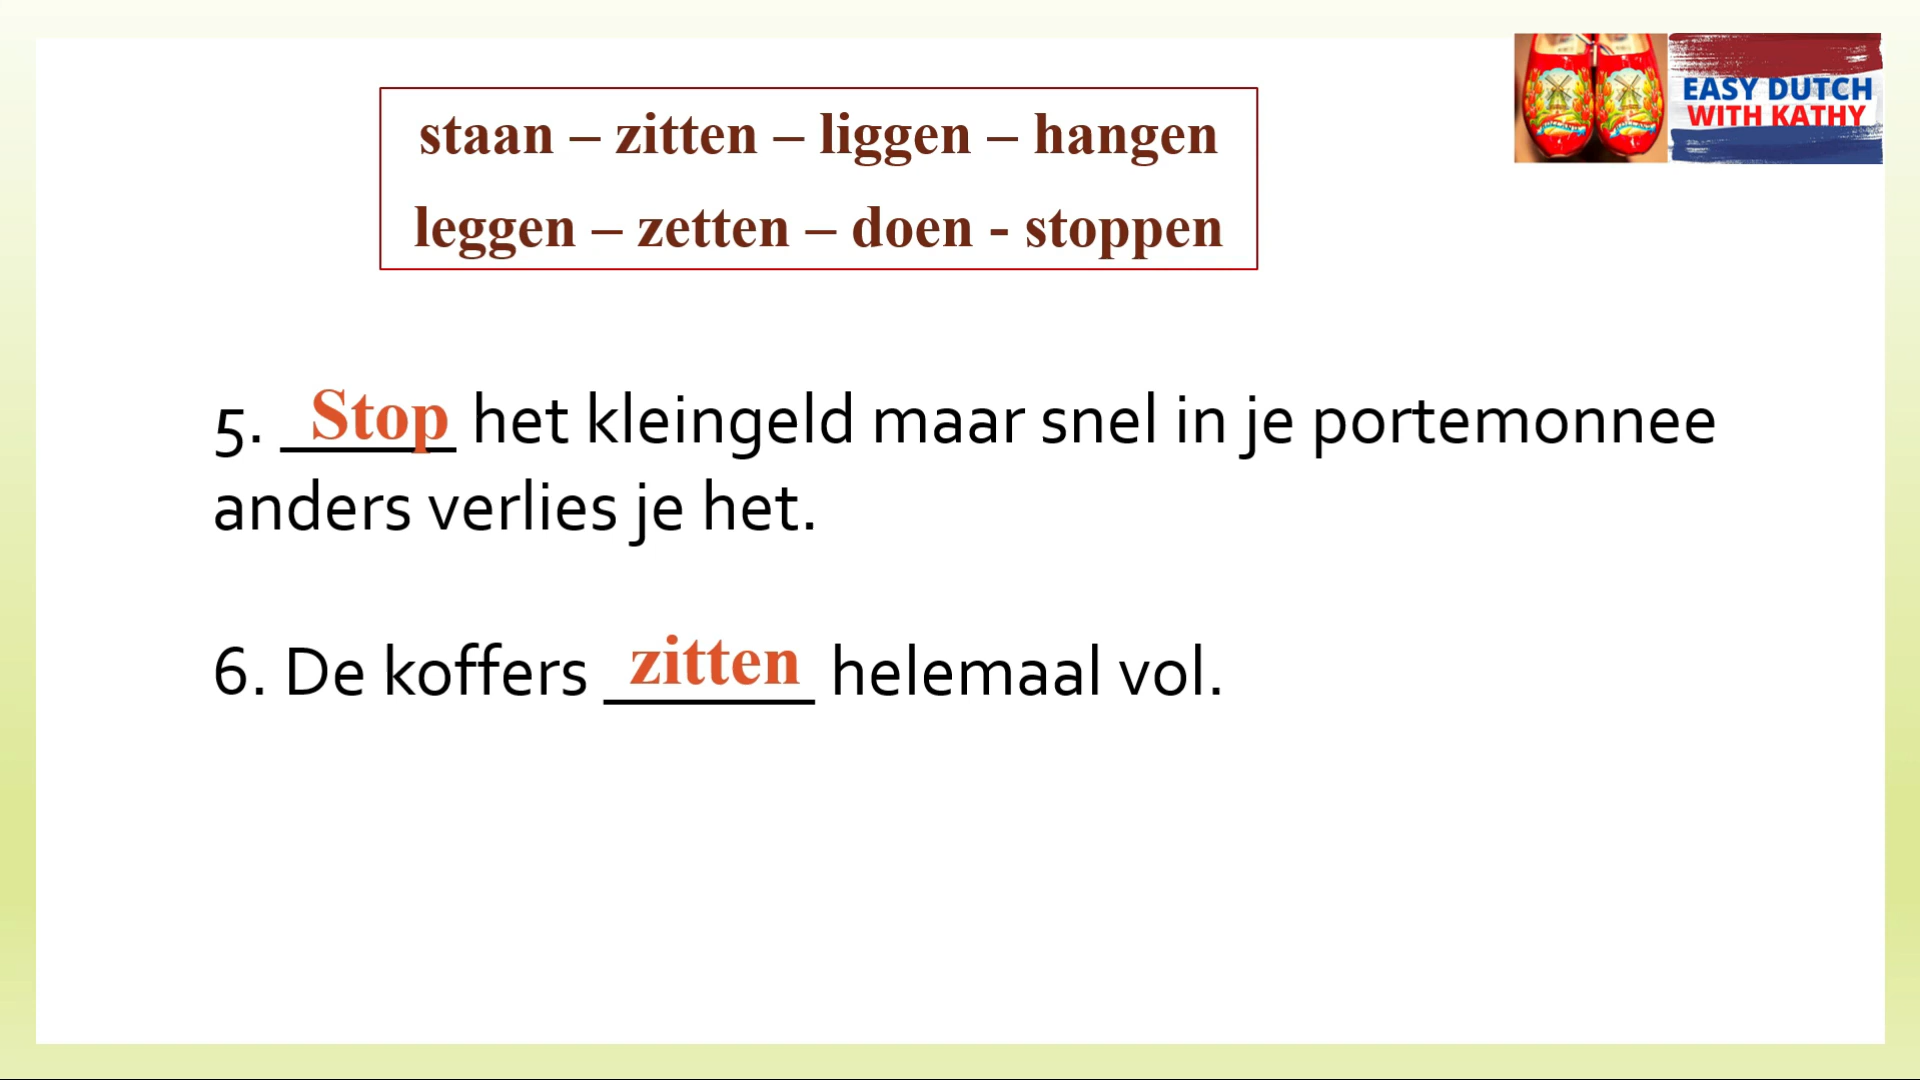 EASY DUTCH
WITH KATHY
staan – zitten – liggen – hangen
leggen – zetten – doen - stoppen
5. Stop het kleingeld maar snel in je portemonnee
anders verlies je het.
6. De koffers zitten helemaal vol.